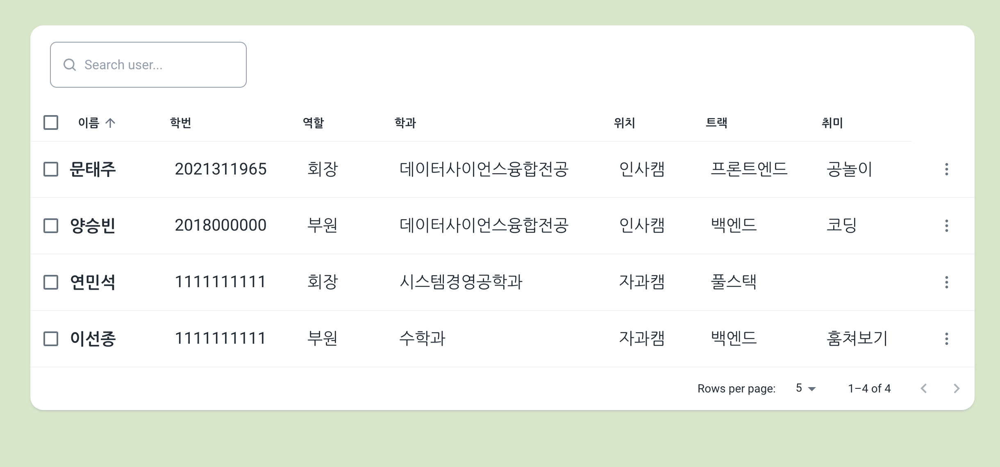 Search user...
이름 학번 역할 학과 위치 트랙 취미
문태주 2021311965 회장 데이터사이언스융합전공 인사캠 프론트엔드 공놀이
양승빈 2018000000 부원 데이터사이언스융합전공 인사캠 백엔드 코딩
연민석 1111111111 회장 시스템경영공학과 자과캠 풀스택
이선종 1111111111 부원 수학과 자과캠 백엔드 훔쳐보기
Rows per page: 5 1–4 of 4